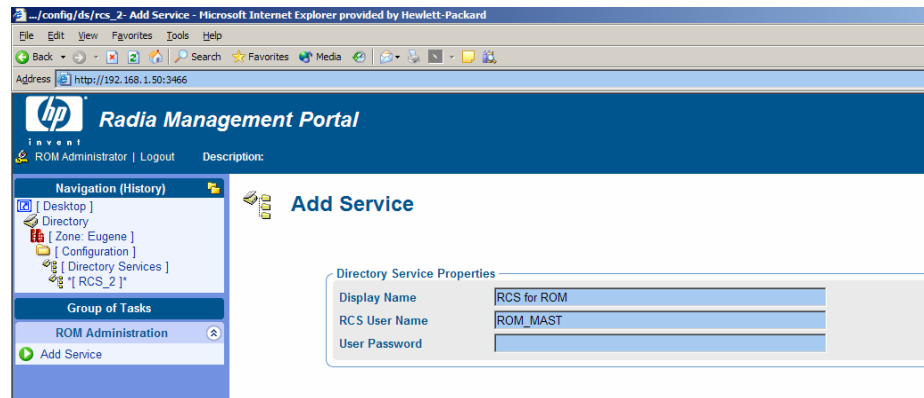 .../config/ds/rcs_2- Add Service - Microsoft Internet Explorer provided by Hewlett-Packard
File Edit View Favorites Tools Help
Back Search Favorites Media
Address http://192.168.1.50:3466
hp Radia Management Portal
invent
ROM Administrator | Logout Description:
Navigation (History)
[ Desktop ]
Directory
[ Zone: Eugene ]
[ Configuration ]
[ Directory Services ]
*[ RCS_2 ]*
Group of Tasks
ROM Administration
Add Service
Add Service
Directory Service Properties
Display Name RCS for ROM
RCS User Name ROM_MAST
User Password